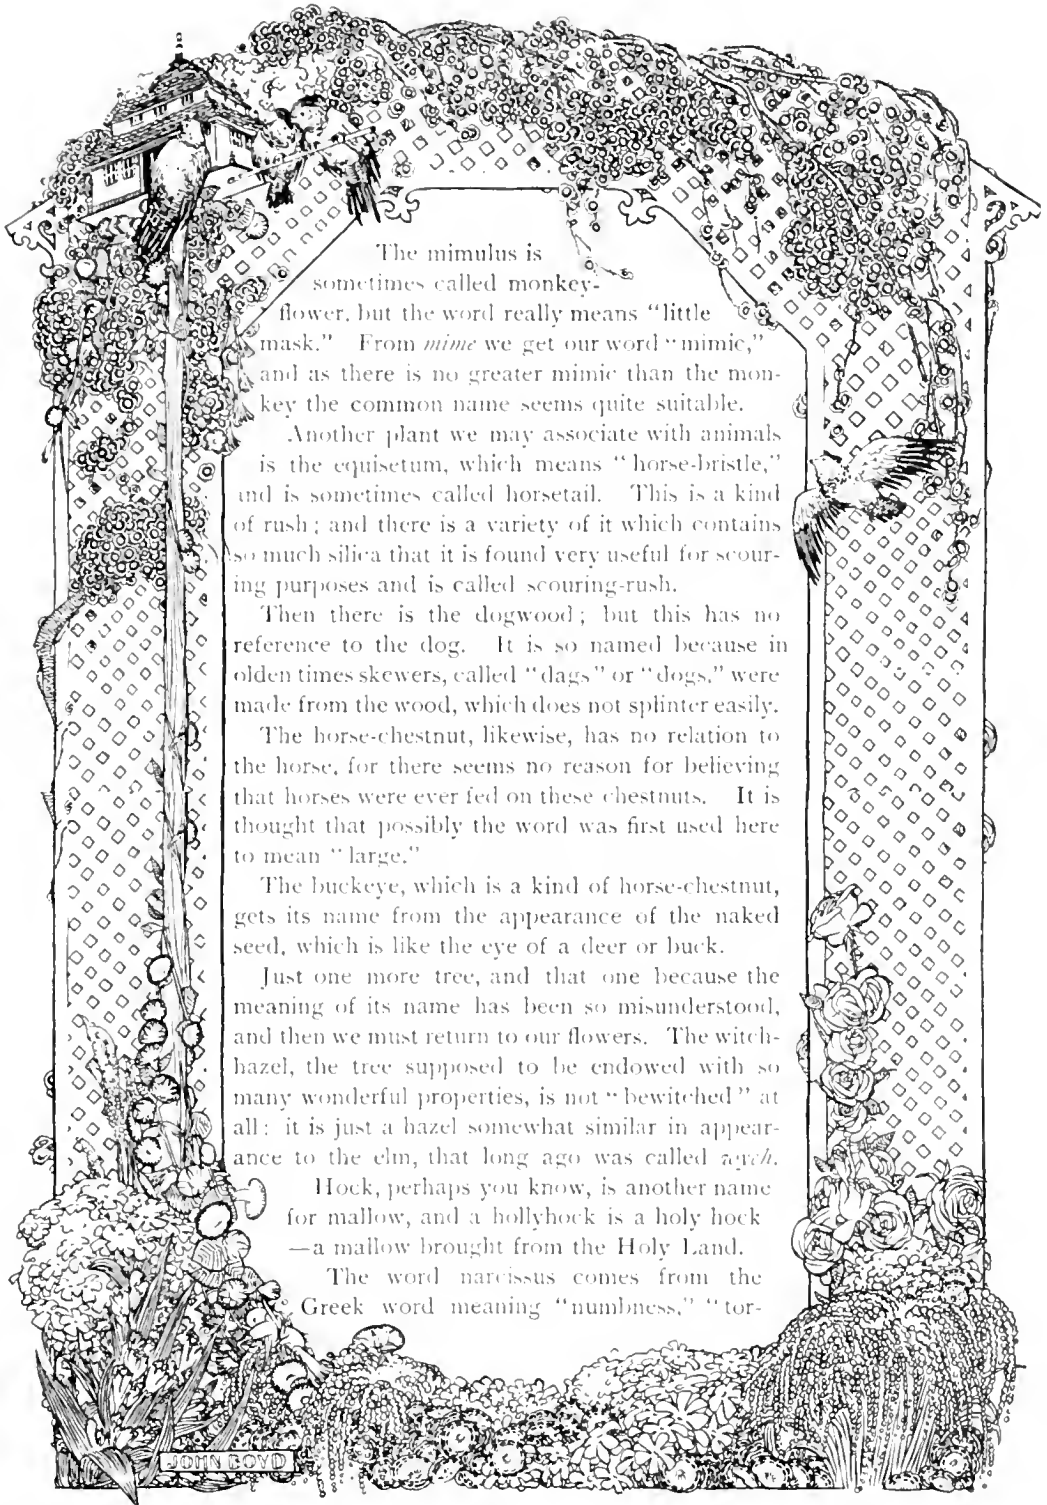 The mimulus is
sometimes called monkey-
flower, but the word really means "little
mask." From mime we get our word "mimic,"
and as there is no greater mimic than the mon-
key the common name seems quite suitable.
Another plant we may associate with animals
is the equisetum, which means "horse-bristle,"
and is sometimes called horsetail. This is a kind
of rush; and there is a variety of it which contains
so much silica that it is found very useful for scour-
ing purposes and is called scouring-rush.
Then there is the dogwood; but this has no
reference to the dog. It is so named because in
olden times skewers, called "dags" or "dogs," were
made from the wood, which does not splinter easily.
The horse-chestnut, likewise, has no relation to
the horse, for there seems no reason for believing
that horses were ever fed on these chestnuts. It is
thought that possibly the word was first used here
to mean "large."
The buckeye, which is a kind of horse-chestnut,
gets its name from the appearance of the naked
seed, which is like the eye of a deer or buck.
Just one more tree, and that one because the
meaning of its name has been so misunderstood,
and then we must return to our flowers. The witch-
hazel, the tree supposed to be endowed with so
many wonderful properties, is not "bewitched" at
all; it is just a hazel somewhat similar in appear-
ance to the elm, that long ago was called wych.
Hock, perhaps you know, is another name
for mallow, and a hollyhock is a holy hock
—a mallow brought from the Holy Land.
The word narcissus comes from the
Greek word meaning "numbness," "tor-
JOHN BOYD